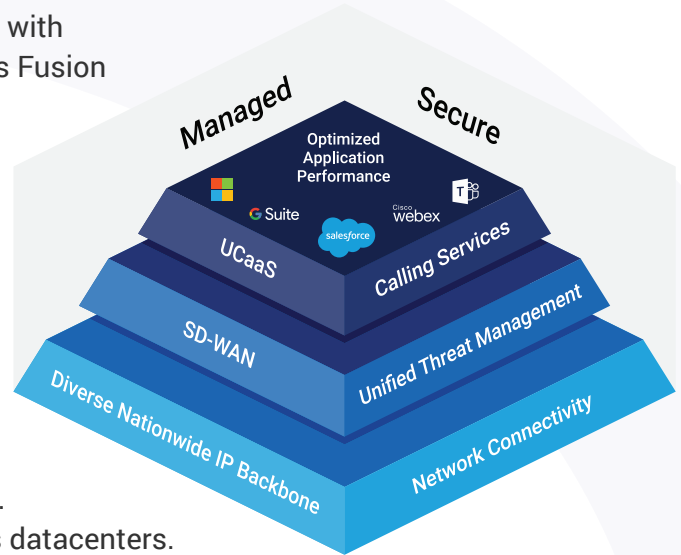 with
s Fusion
Managed
Secure
Optimized
Application
Performance
G Suite
salesforce
Cisco
webex
T
UCaaS
Calling Services
SD-WAN
Unified Threat Management
Diverse Nationwide IP Backbone
Network Connectivity
.
s datacenters.